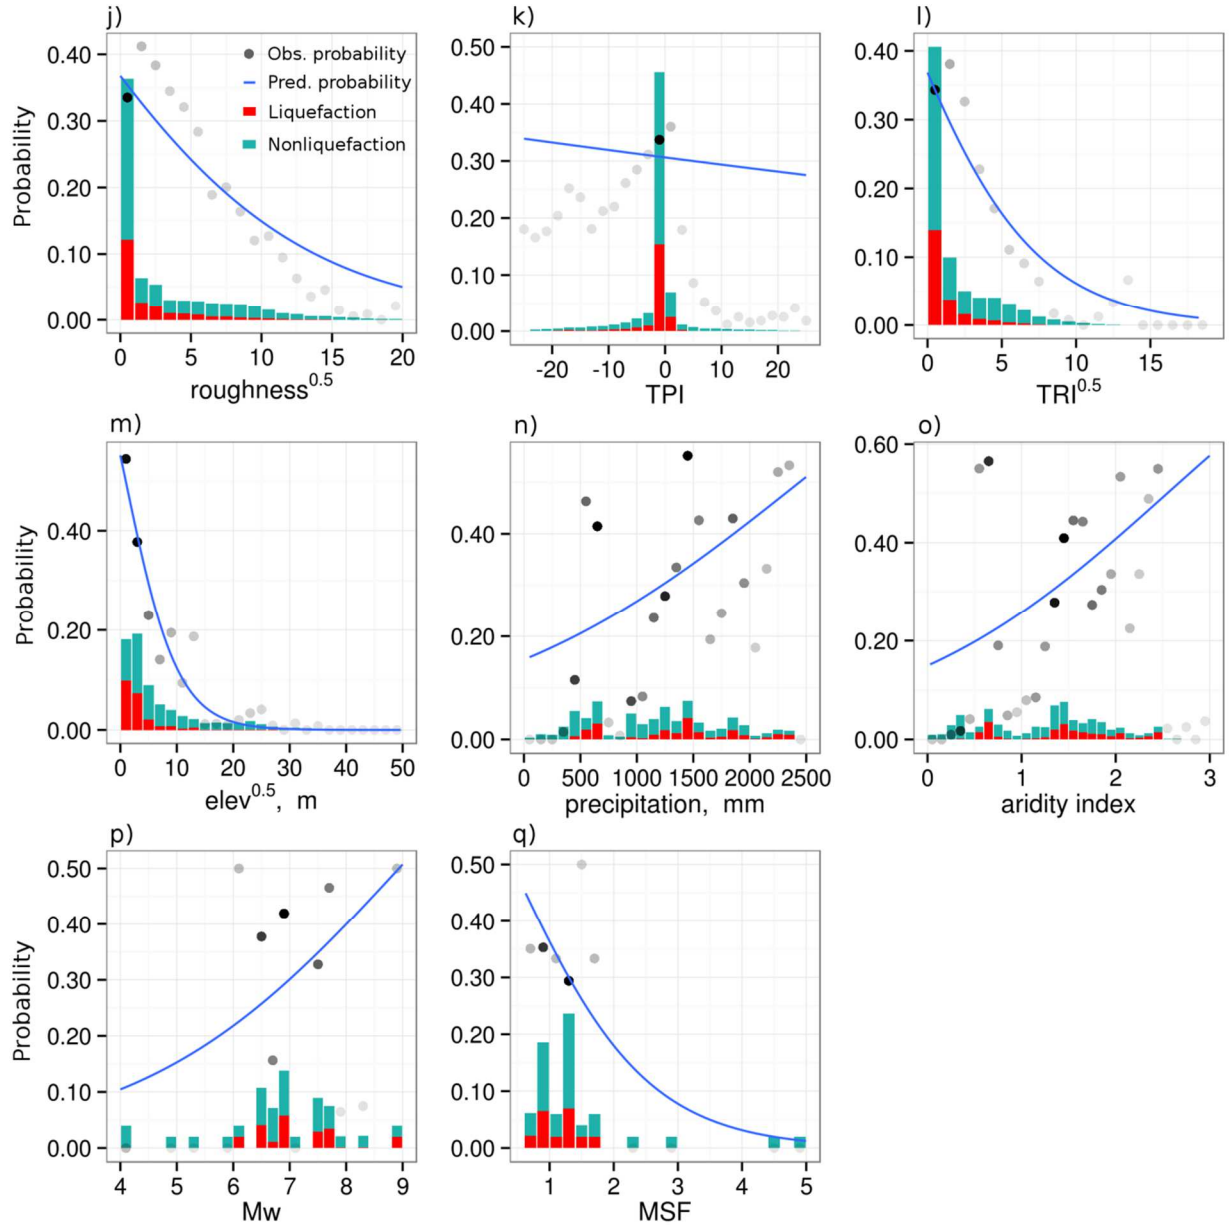 j)
k)
l)
Probability
0.40
0.30
0.20
0.10
0.00
Obs. probability
Pred. probability
Liquefaction
Nonliquefaction
0 5 10 15 20
roughness^0.5
0.50
0.40
0.30
0.20
0.10
0.00
-20 -10 0 10 20
TPI
0.40
0.30
0.20
0.10
0.00
0 5 10 15
TRI^0.5
m)
n)
o)
Probability
0.40
0.20
0.00
0 10 20 30 40 50
elev^0.5, m
0.40
0.20
0.00
0 500 1000 1500 2000 2500
precipitation, mm
0.60
0.40
0.20
0.00
0 1 2 3
aridity index
p)
q)
Probability
0.50
0.40
0.30
0.20
0.10
0.00
4 5 6 7 8 9
Mw
0.50
0.40
0.30
0.20
0.10
0.00
1 2 3 4 5
MSF